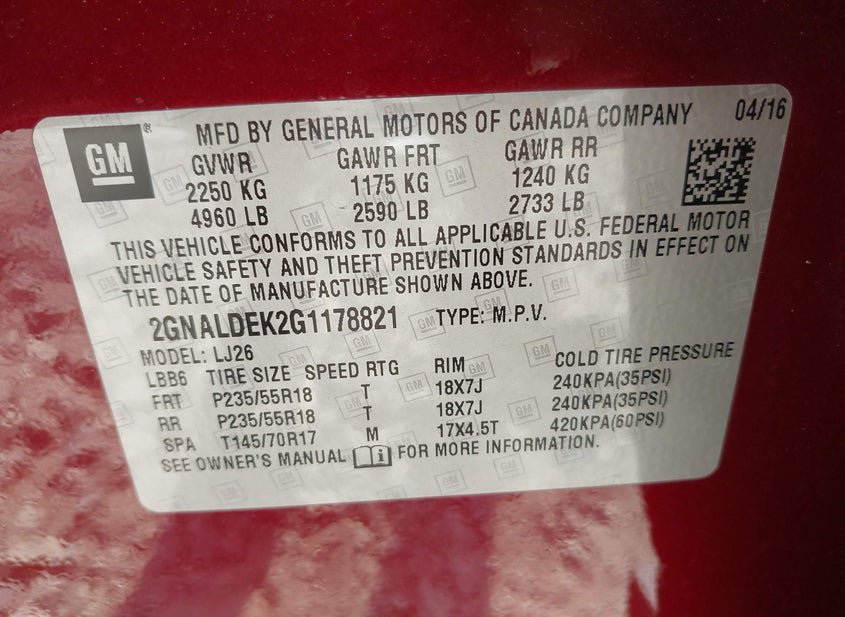 GM ® MFD BY GENERAL MOTORS OF CANADA COMPANY 04/16
GVWR GAWR FRT GAWR RR
2250 KG 1175 KG 1240 KG
4960 LB 2590 LB 2733 LB
THIS VEHICLE CONFORMS TO ALL APPLICABLE U.S. FEDERAL MOTOR
VEHICLE SAFETY AND THEFT PREVENTION STANDARDS IN EFFECT ON
THE DATE OF MANUFACTURE SHOWN ABOVE.
2GNALDEK2G1178821 TYPE: M.P.V.
MODEL: LJ26
LBB6 TIRE SIZE SPEED RTG RIM COLD TIRE PRESSURE
FRT P235/55R18 T 18X7J 240KPA(35PSI)
RR P235/55R18 T 18X7J 240KPA(35PSI)
SPA T145/70R17 M 17X4.5T 420KPA(60PSI)
SEE OWNER'S MANUAL FOR MORE INFORMATION.